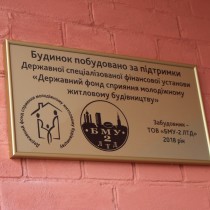 Будинок побудовано за підтримки
Державної спеціалізованої фінансової установи
«Державний фонд сприяння молодіжному
житловому будівництву»
БМУ
2
ЛТД
Забудовник –
ТОВ «БМУ-2 ЛТД»
2018 рік